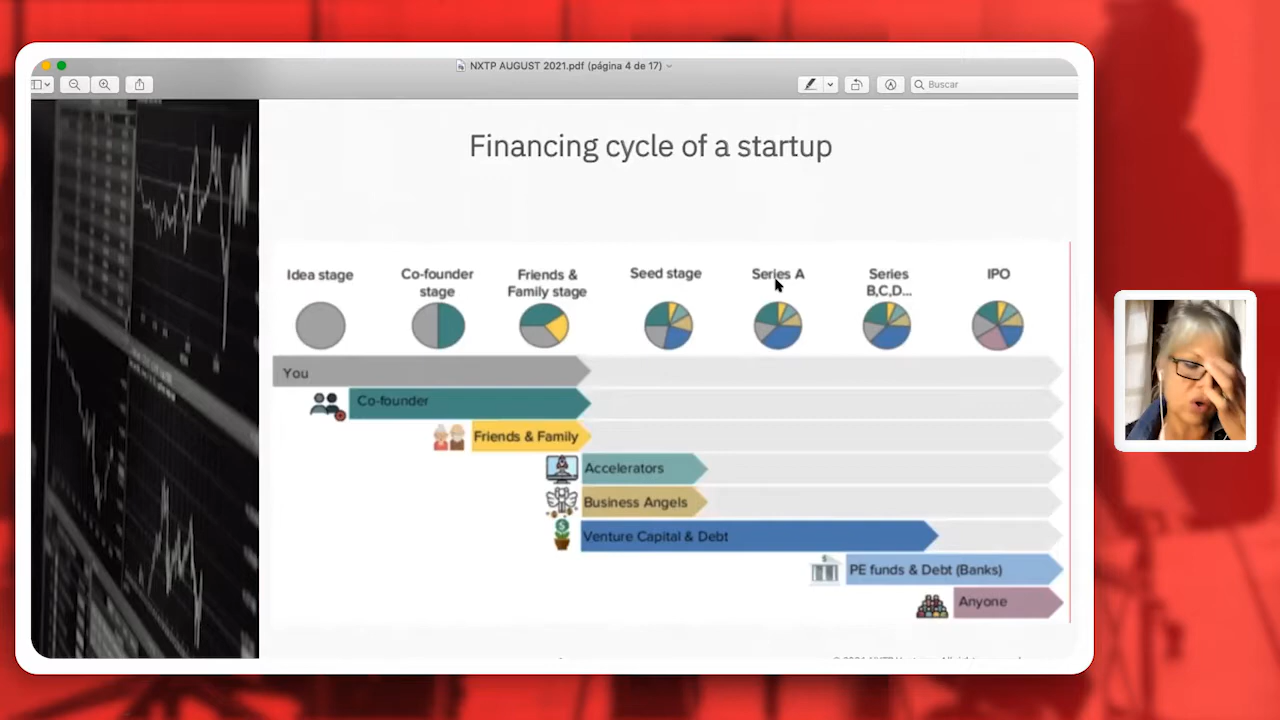 NXTP AUGUST 2021.pdf (página 4 de 17)
Buscar
Financing cycle of a startup
Idea stage
Co-founder
stage
Friends &
Family stage
Seed stage
Series A
Series
B,C,D...
IPO
You
Co-founder
Friends & Family
Accelerators
Business Angels
Venture Capital & Debt
PE funds & Debt (Banks)
Anyone